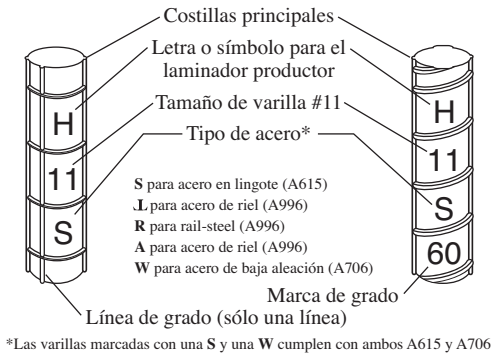 Costillas principales
Letra o símbolo para el
laminador productor
H
H
Tamaño de varilla #11
11
11
Tipo de acero*
S
S
S para acero en lingote (A615)
.I. para acero de riel (A996)
R para rail-steel (A996)
A para acero de riel (A996)
W para acero de baja aleación (A706)
60
Marca de grado
Línea de grado (sólo una línea)
*Las varillas marcadas con una S y una W cumplen con ambos A615 y A706